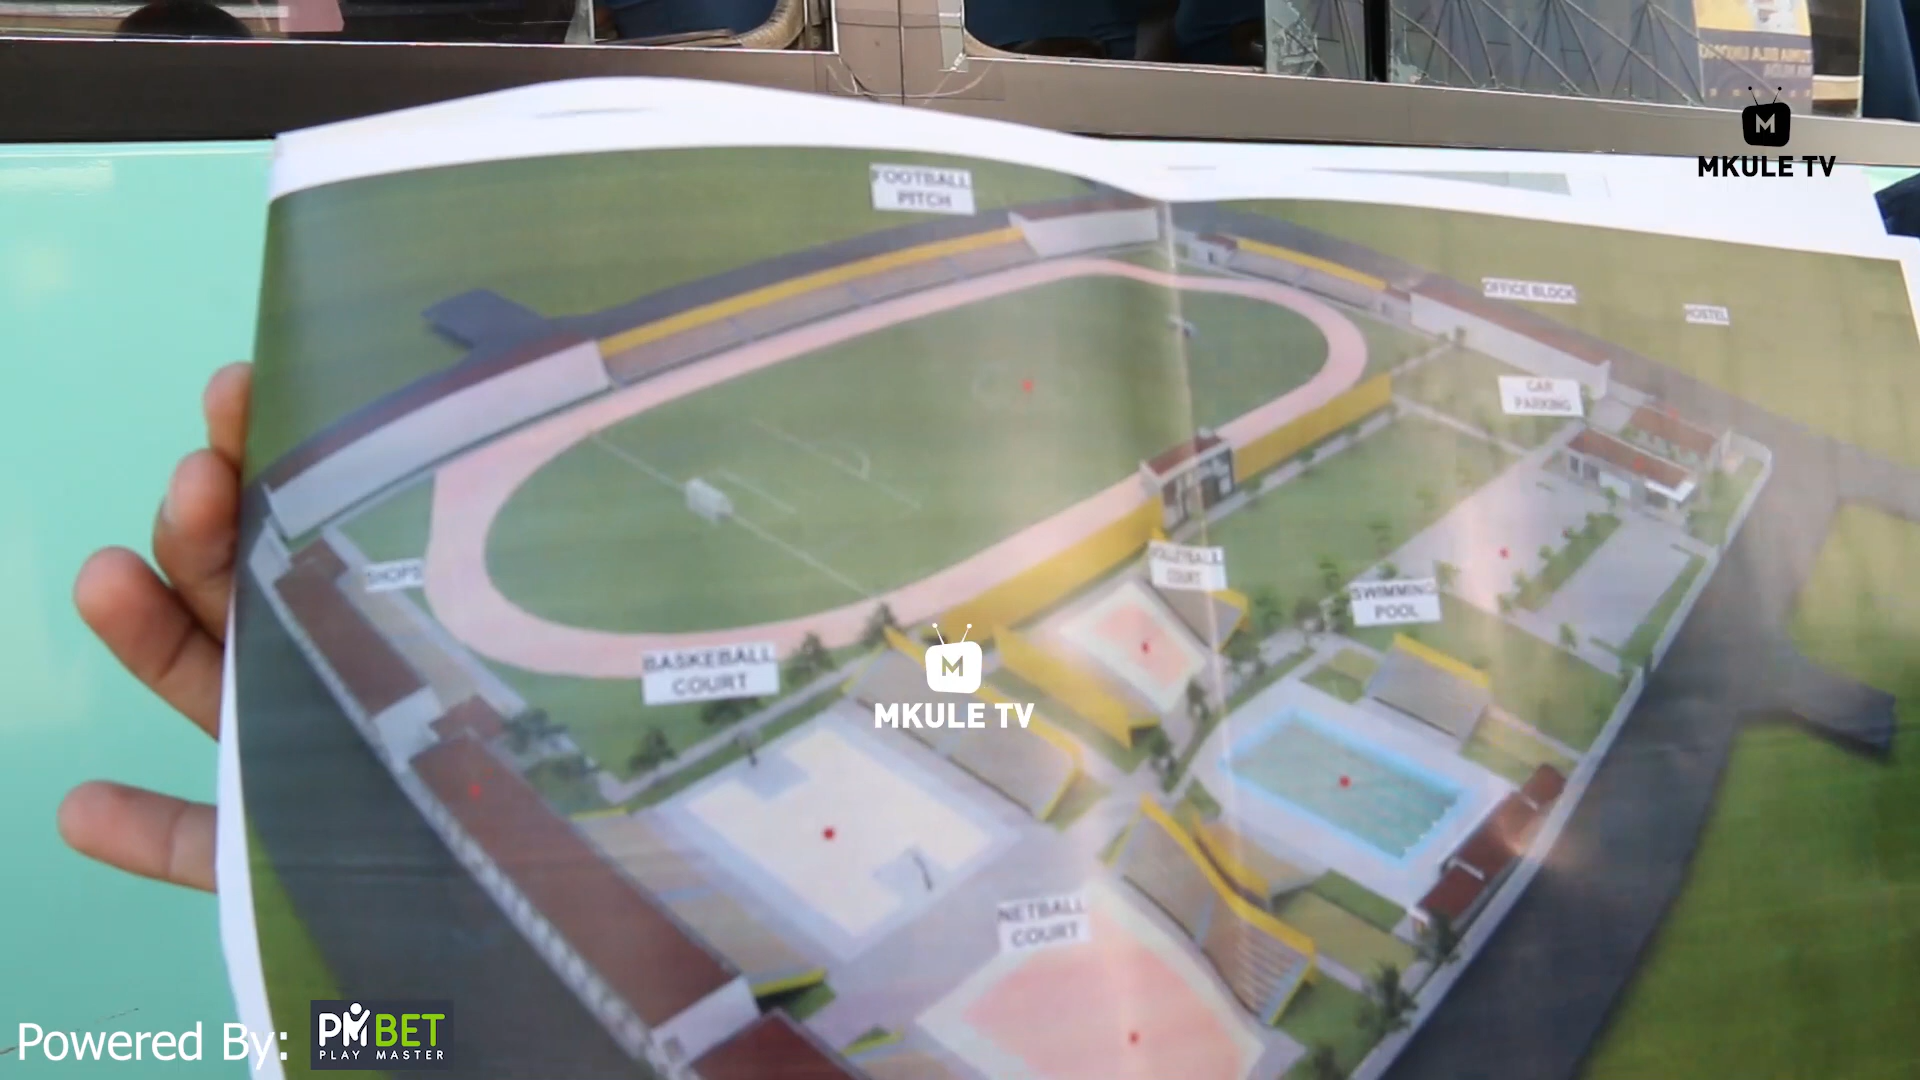 MKULE TV
FOOTBALL
PITCH
OFFICE BLOCK
HOSTEL
CAR
PARKING
SHOPS
VOLLEYBALL
COURT
SWIMMING
POOL
BASKEBALL
COURT
M
MKULE TV
NETBALL
COURT
Powered By: PMBET
PLAY MASTER